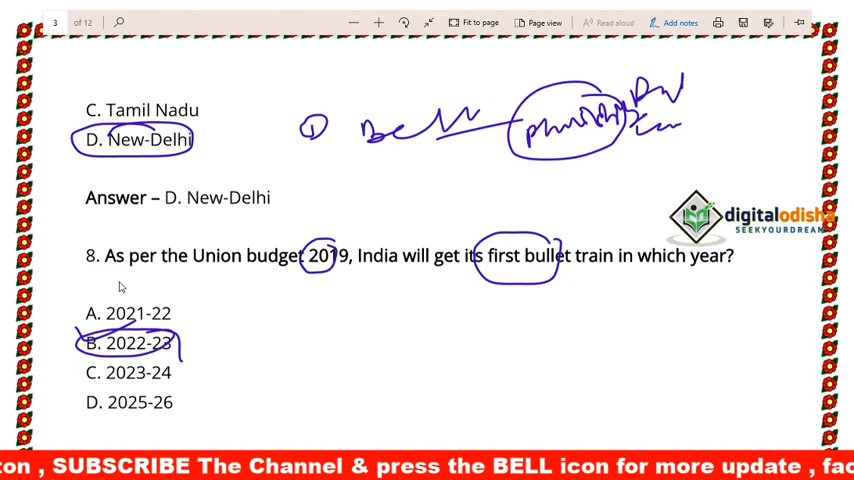 3 of 12 Fit to page Page view Read aloud Add notes
C. Tamil Nadu
D. New-Delhi
Answer – D. New-Delhi
digitalodisha
SEEKYOURDREAM
8. As per the Union budget 2019, India will get its first bullet train in which year?
A. 2021-22
B. 2022-23
C. 2023-24
D. 2025-26
ton , SUBSCRIBE The Channel & press the BELL icon for more update , fac